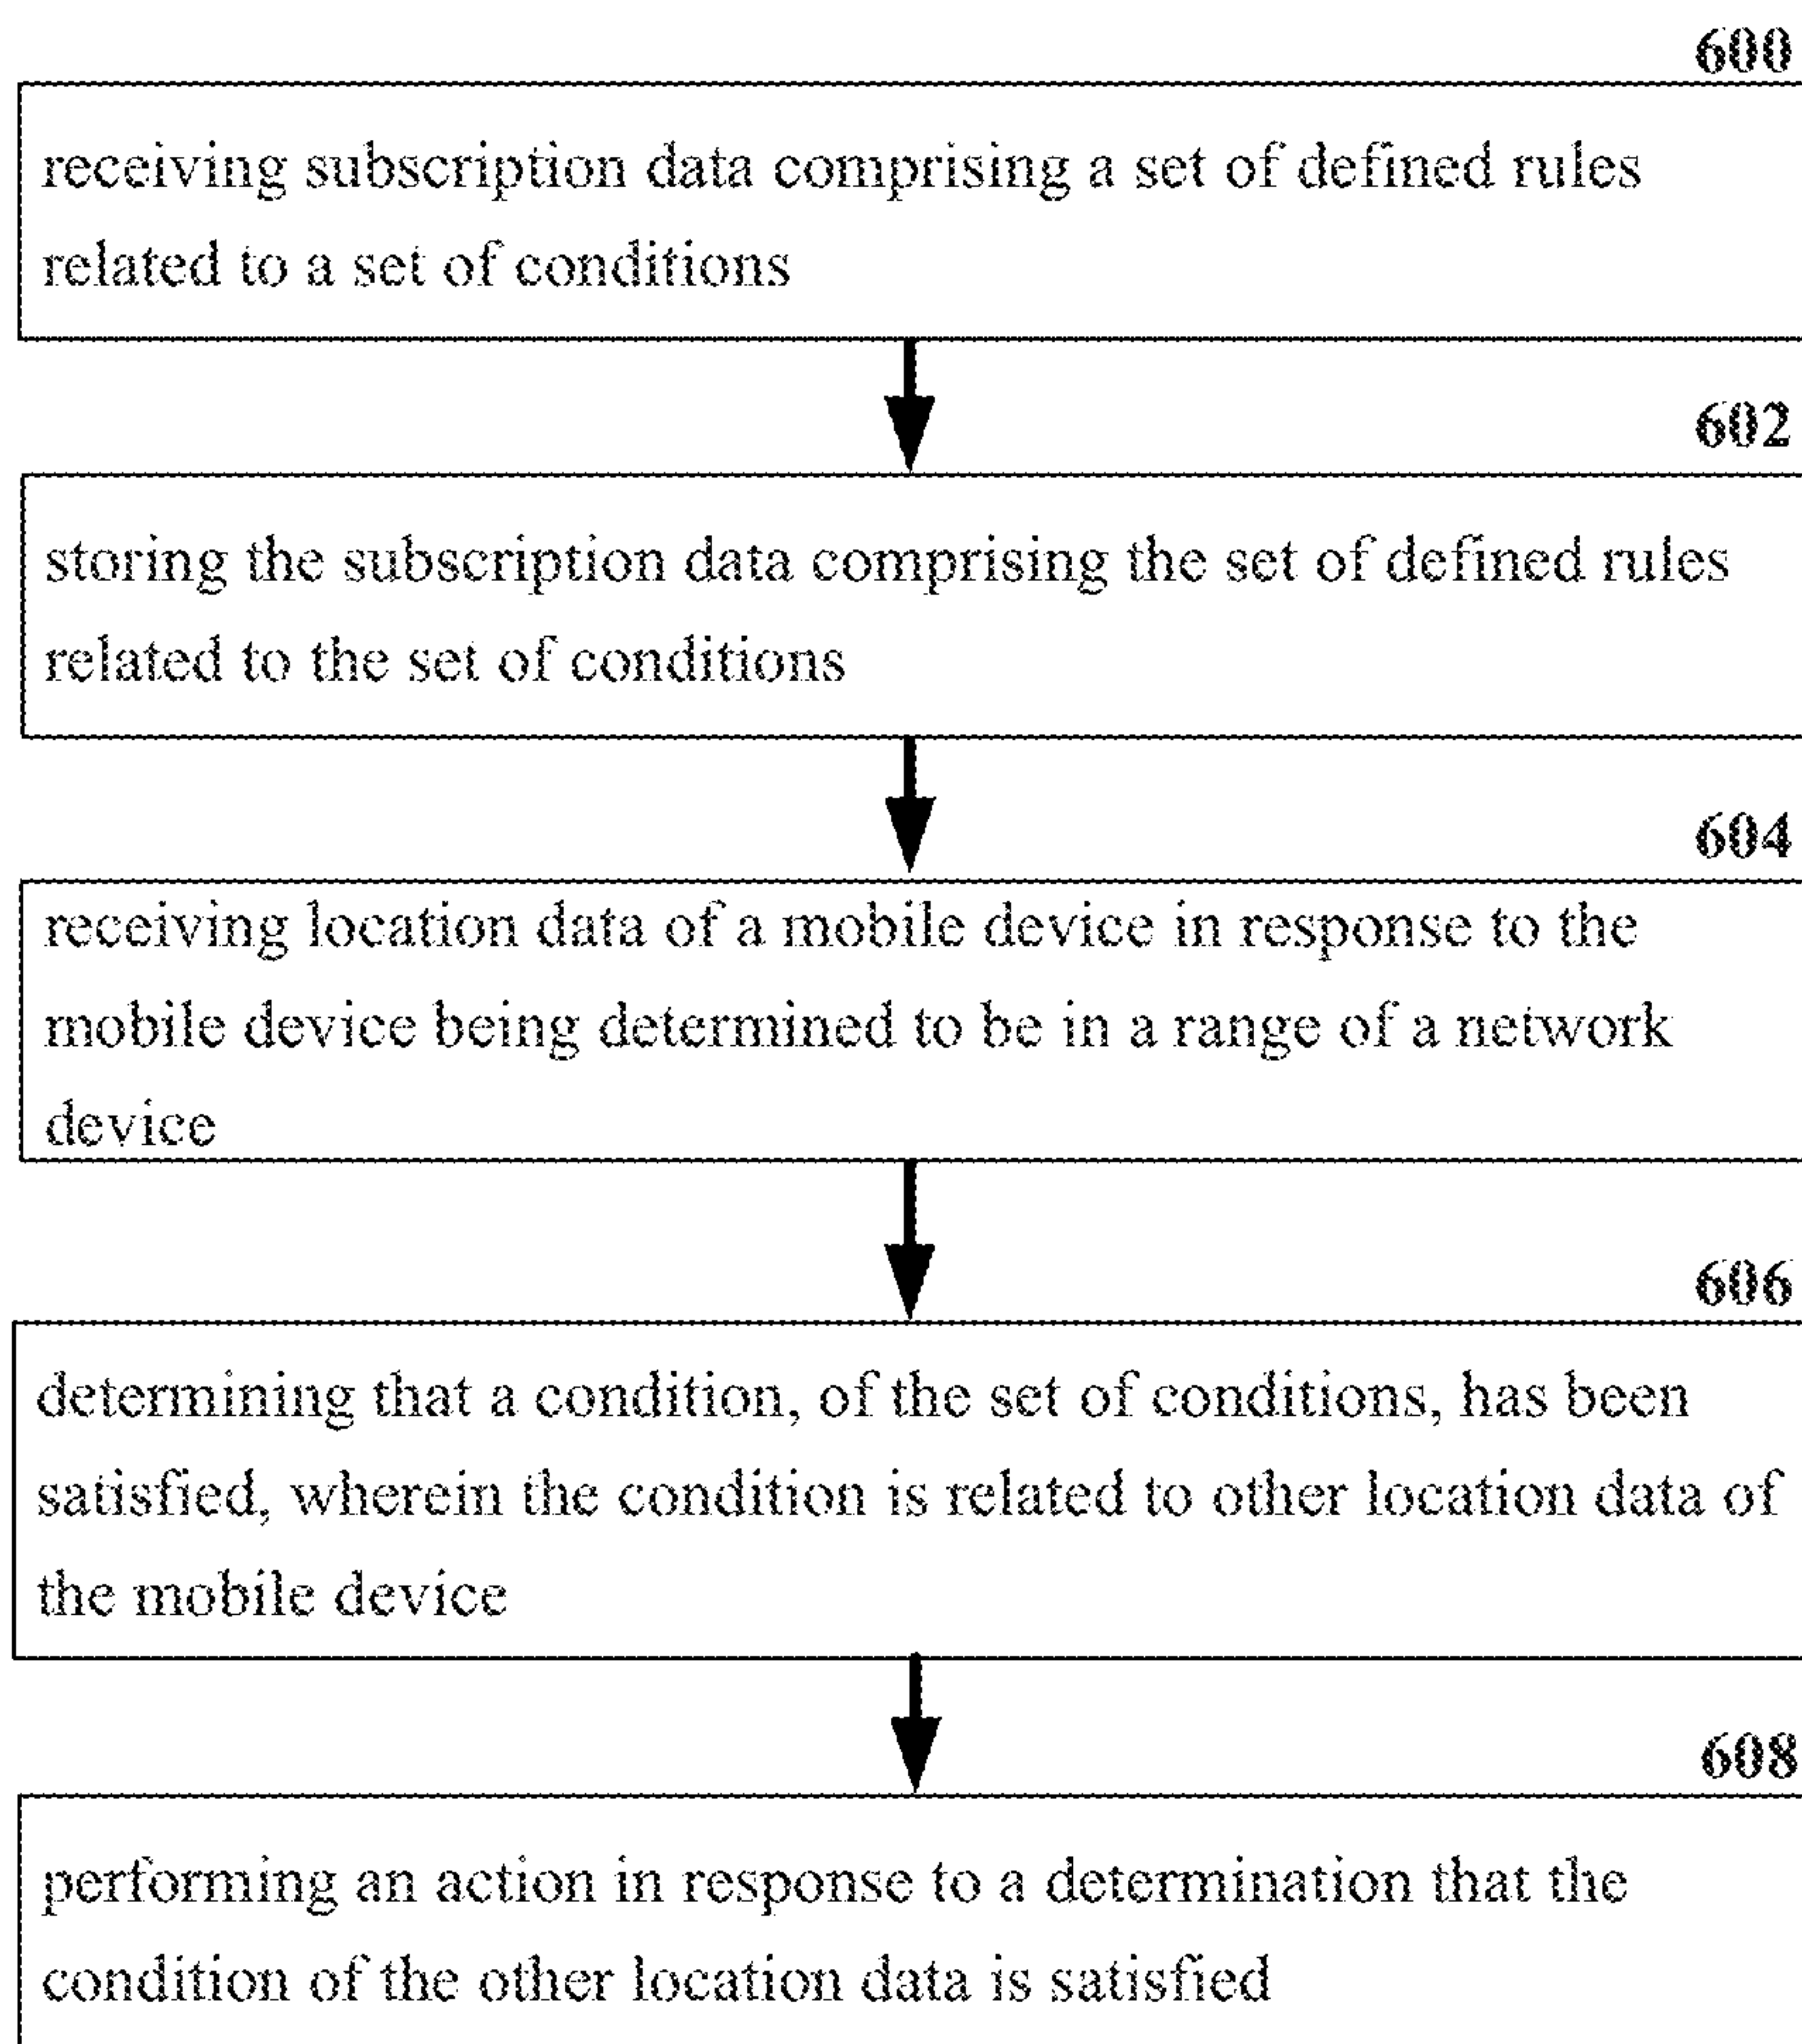 600
receiving subscription data comprising a set of defined rules
related to a set of conditions
602
storing the subscription data comprising the set of defined rules
related to the set of conditions
604
receiving location data of a mobile device in response to the
mobile device being determined to be in a range of a network
device
606
determining that a condition, of the set of conditions, has been
satisfied, wherein the condition is related to other location data of
the mobile device
608
performing an action in response to a determination that the
condition of the other location data is satisfied